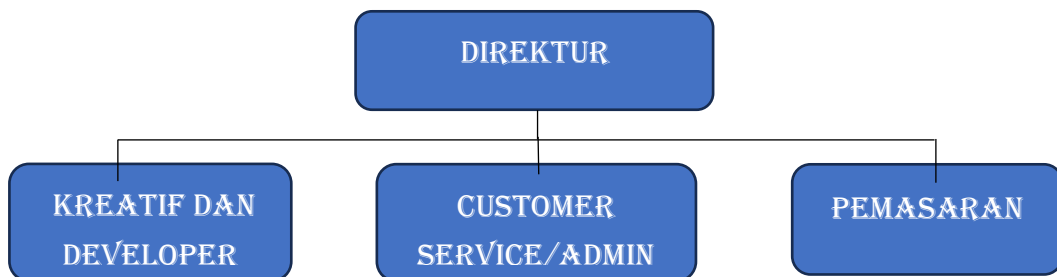 DIREKTUR
KREATIF DAN
DEVELOPER
CUSTOMER
SERVICE/ADMIN
PEMASARAN